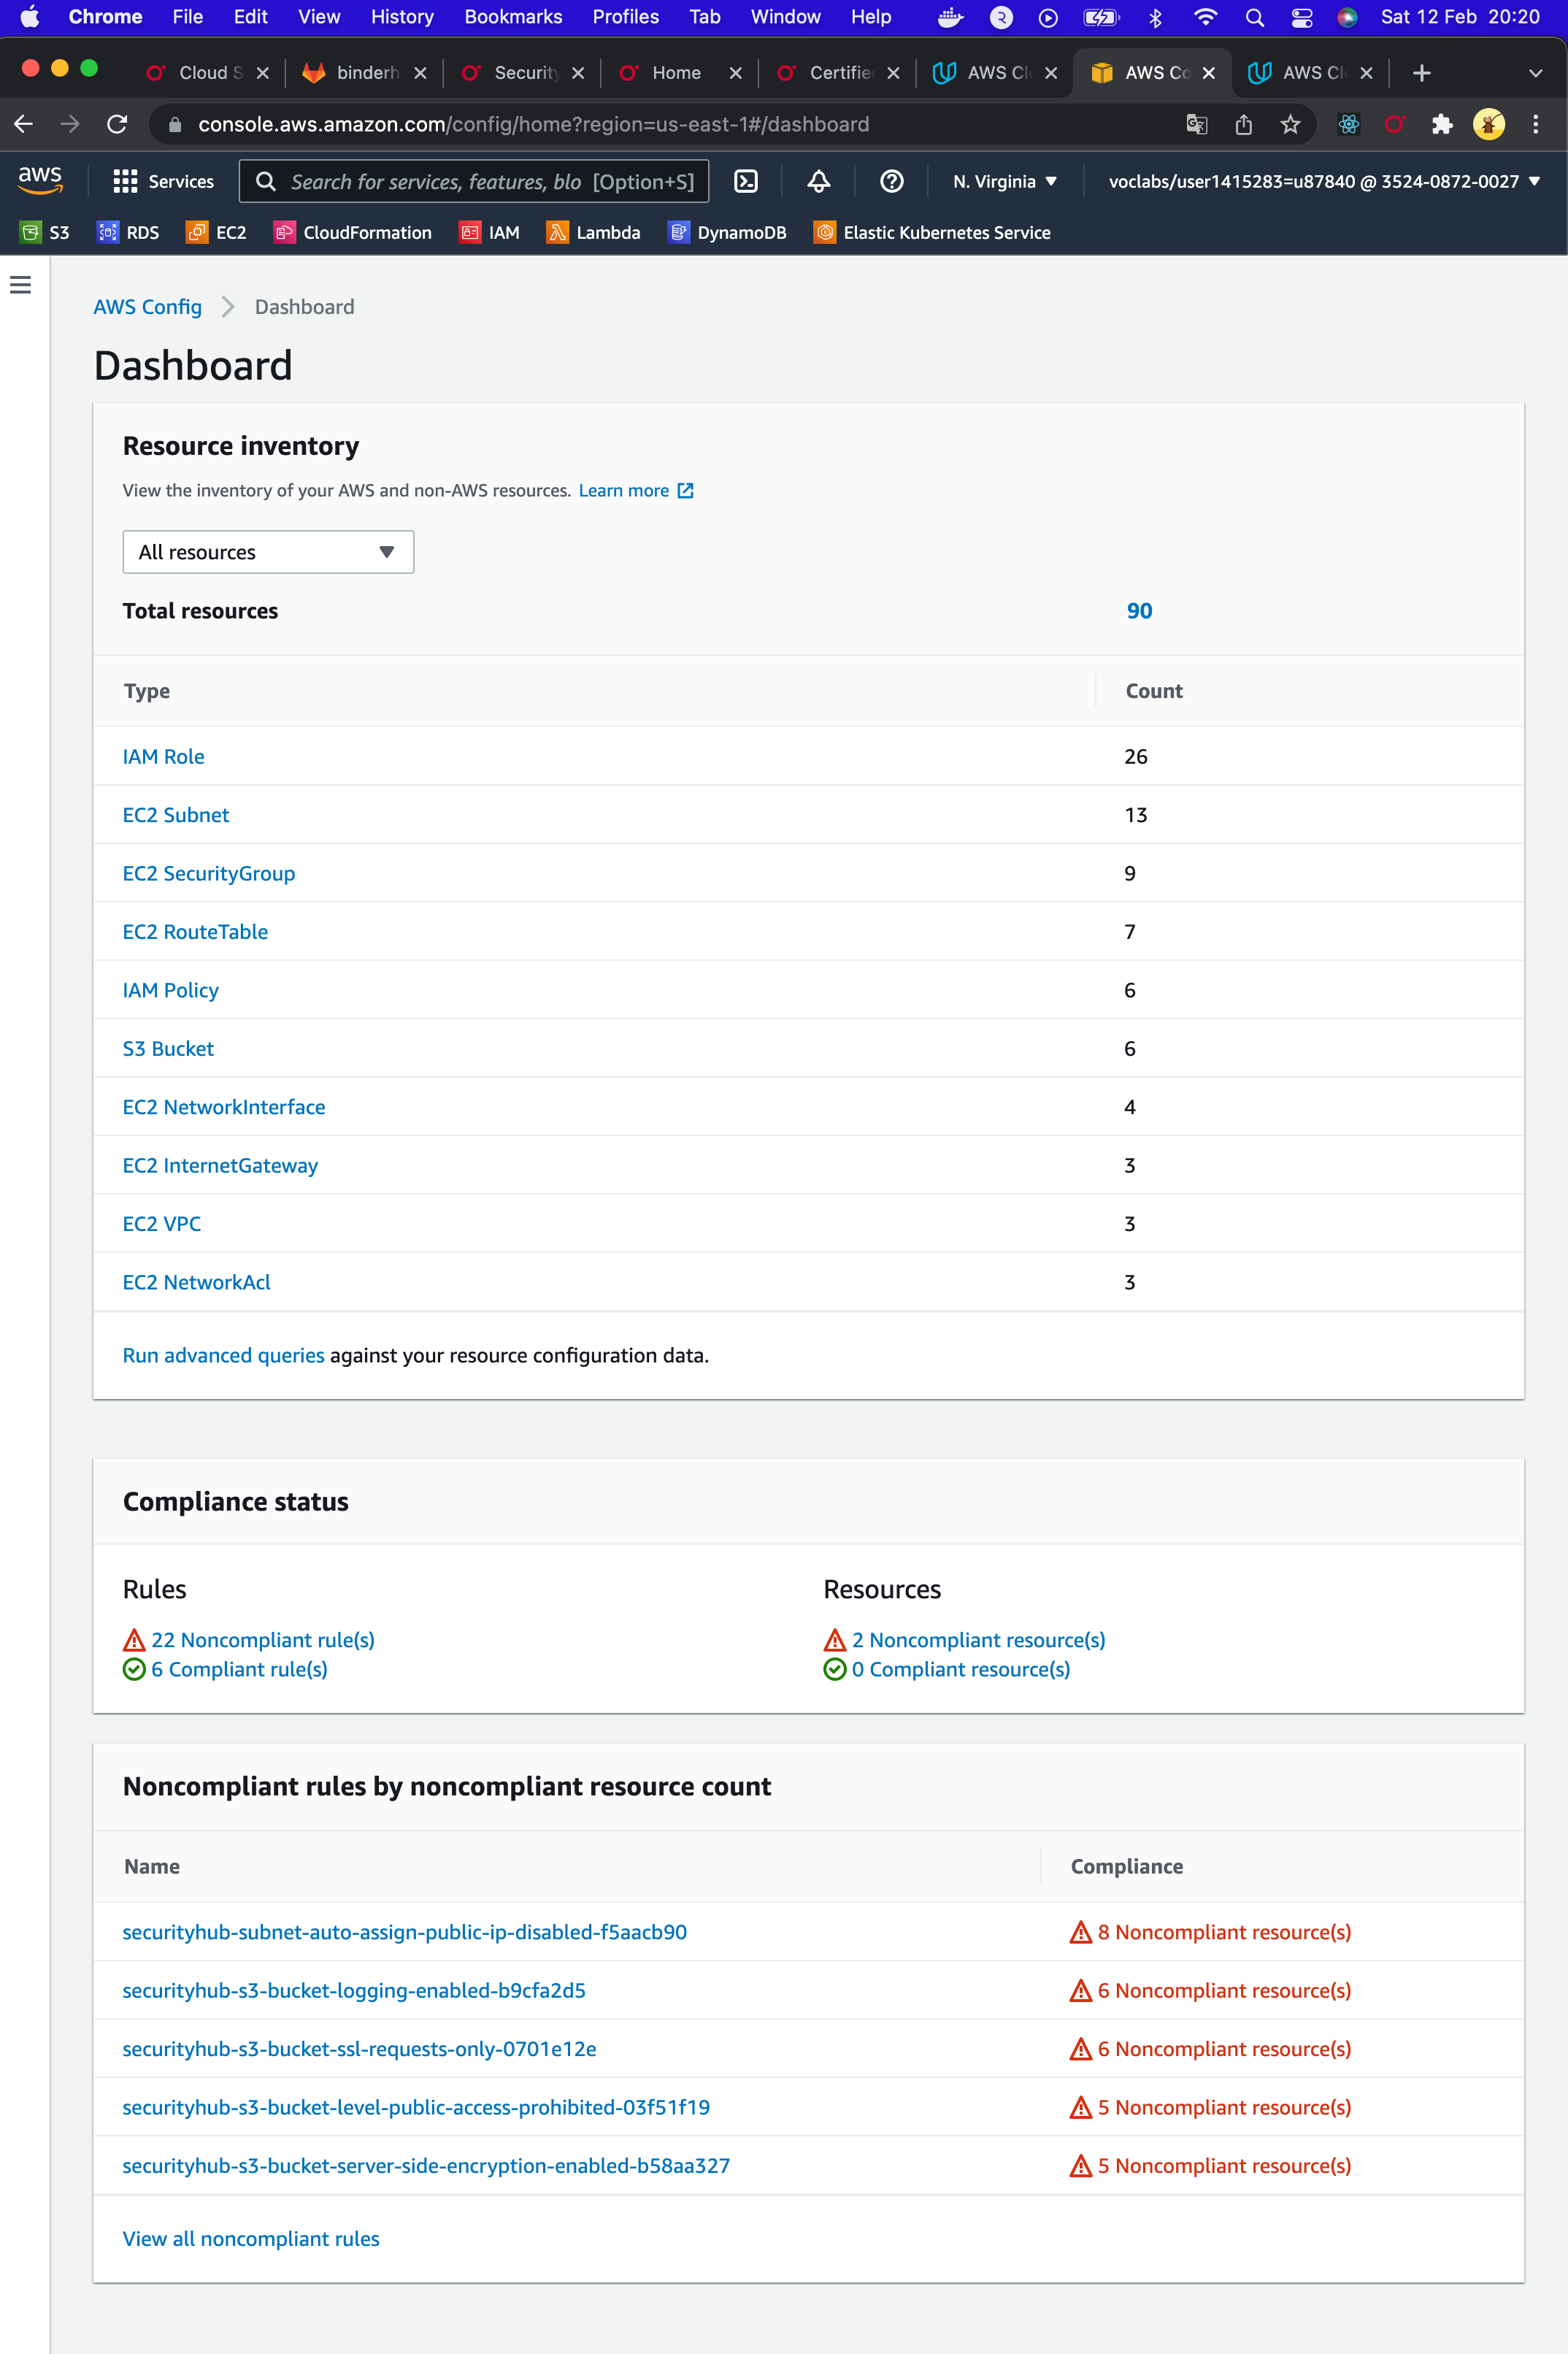 Chrome File Edit View History Bookmarks Profiles Tab Window Help R Sat 12 Feb 20:20
Cloud S binderh Security Home Certifie AWS Cl AWS Co AWS Cl
console.aws.amazon.com/config/home?region=us-east-1#/dashboard
aws Services Search for services, features, blo [Option+S] N. Virginia voclabs/user1415283=u87840 @ 3524-0872-0027
S3 RDS EC2 CloudFormation IAM Lambda DynamoDB Elastic Kubernetes Service
AWS Config Dashboard
Dashboard
Resource inventory
View the inventory of your AWS and non-AWS resources. Learn more
All resources
Total resources 90
Type Count
IAM Role 26
EC2 Subnet 13
EC2 SecurityGroup 9
EC2 RouteTable 7
IAM Policy 6
S3 Bucket 6
EC2 NetworkInterface 4
EC2 InternetGateway 3
EC2 VPC 3
EC2 NetworkAcl 3
Run advanced queries against your resource configuration data.
Compliance status
Rules Resources
22 Noncompliant rule(s) 2 Noncompliant resource(s)
6 Compliant rule(s) 0 Compliant resource(s)
Noncompliant rules by noncompliant resource count
Name Compliance
securityhub-subnet-auto-assign-public-ip-disabled-f5aacb90 8 Noncompliant resource(s)
securityhub-s3-bucket-logging-enabled-b9cfa2d5 6 Noncompliant resource(s)
securityhub-s3-bucket-ssl-requests-only-0701e12e 6 Noncompliant resource(s)
securityhub-s3-bucket-level-public-access-prohibited-03f51f19 5 Noncompliant resource(s)
securityhub-s3-bucket-server-side-encryption-enabled-b58aa327 5 Noncompliant resource(s)
View all noncompliant rules